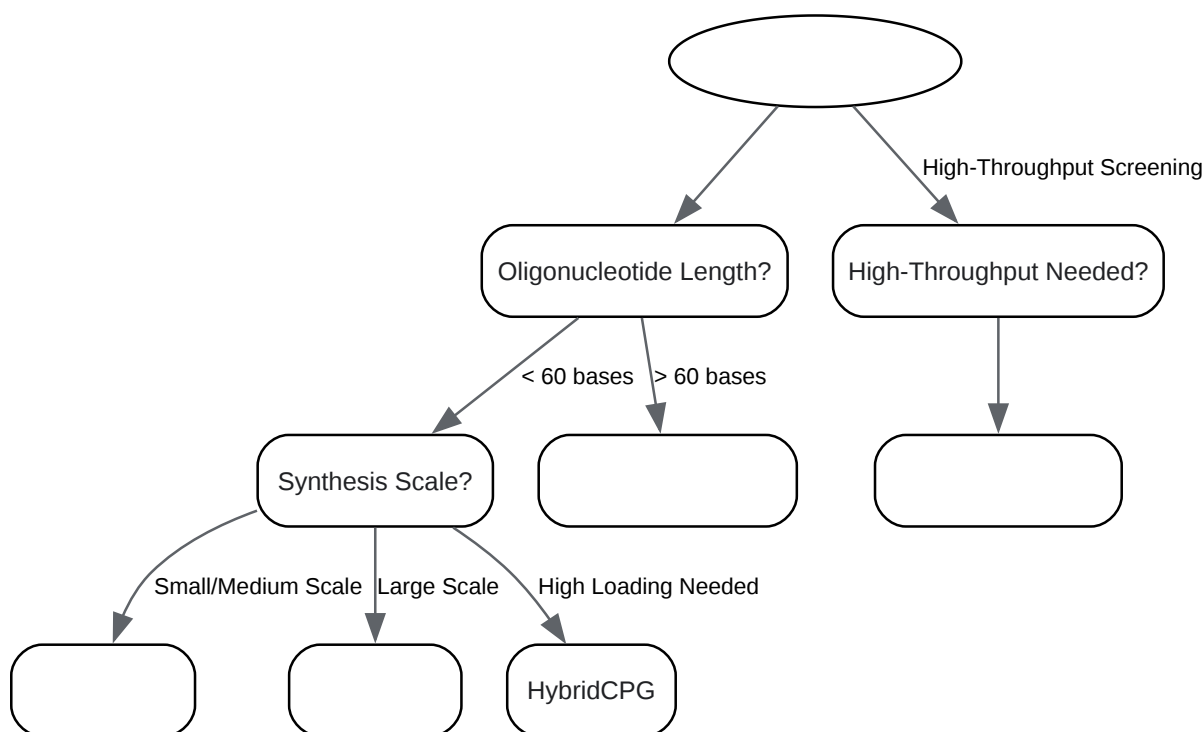 High-Throughput Screening
Oligonucleotide Length?
High-Throughput Needed?
< 60 bases
> 60 bases
Synthesis Scale?
Small/Medium Scale
Large Scale
High Loading Needed
HybridCPG